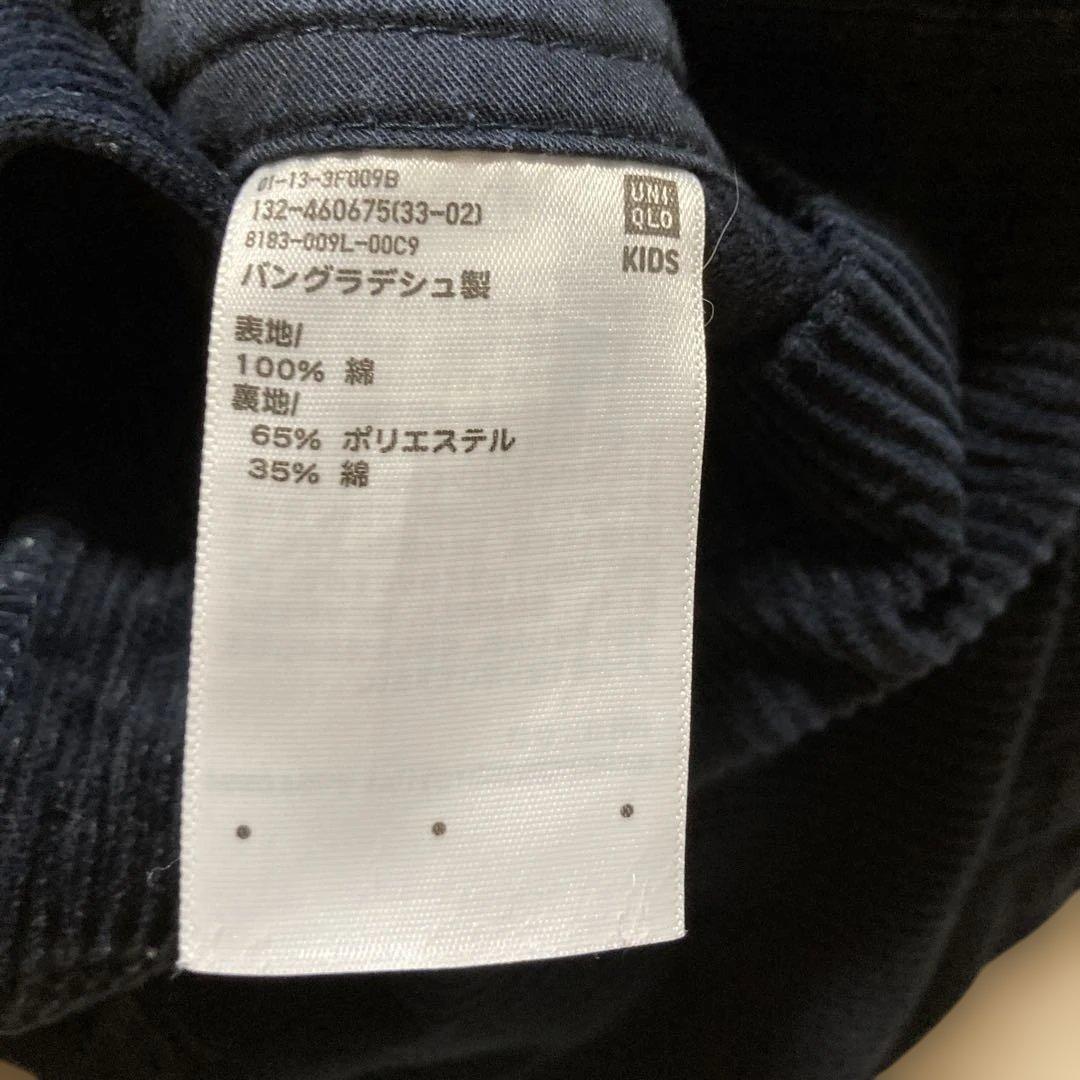 01-13-3F009B
132-460675(33-02)
8183-009L-00C9
バングラデシュ製
UNI
QLO
KIDS
表地/
100% 綿
裏地/
65% ポリエステル
35% 綿